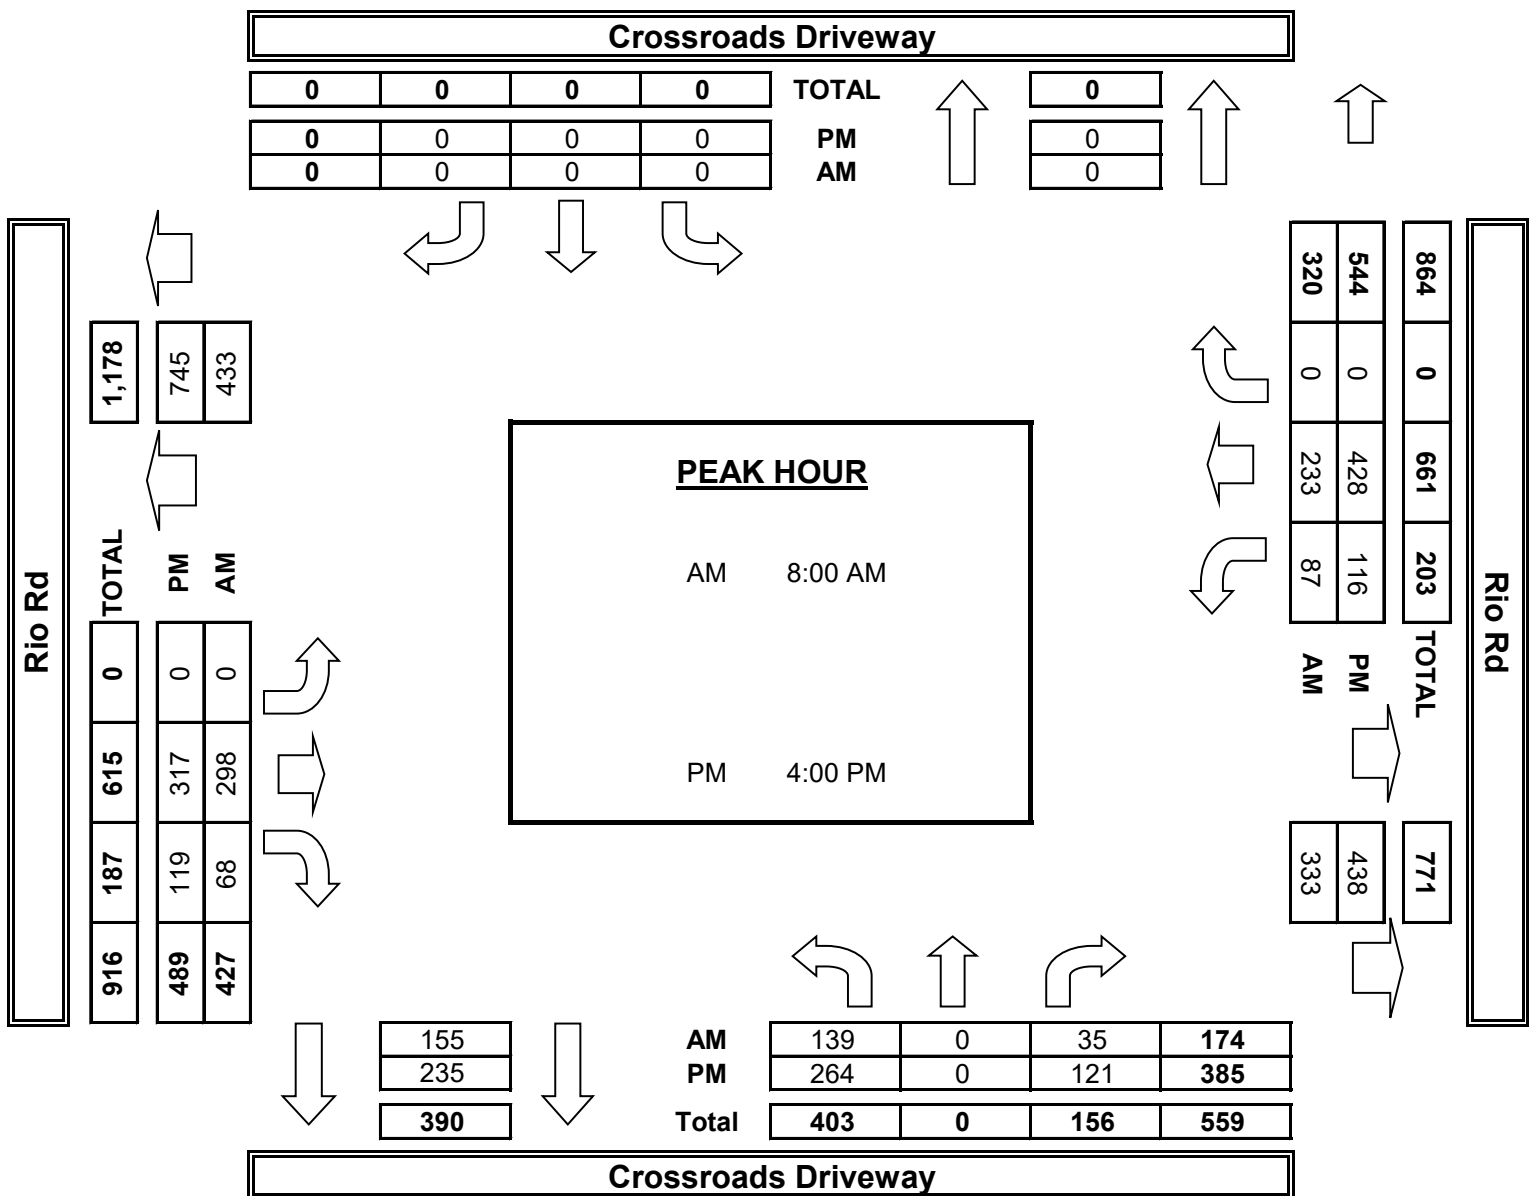 Crossroads Driveway
0 0 0 0 TOTAL 0
0 0 0 0 PM 0
0 0 0 0 AM 0
Rio Rd
1,178
745
433
TOTAL
PM
AM
0 615 187 916
0 317 119 489
0 298 68 427
PEAK HOUR
AM 8:00 AM
PM 4:00 PM
864 0 661 203 TOTAL
544 0 428 116 PM
320 0 233 87 AM
771
438
333
Rio Rd
155 AM 139 0 35 174
235 PM 264 0 121 385
390 Total 403 0 156 559
Crossroads Driveway